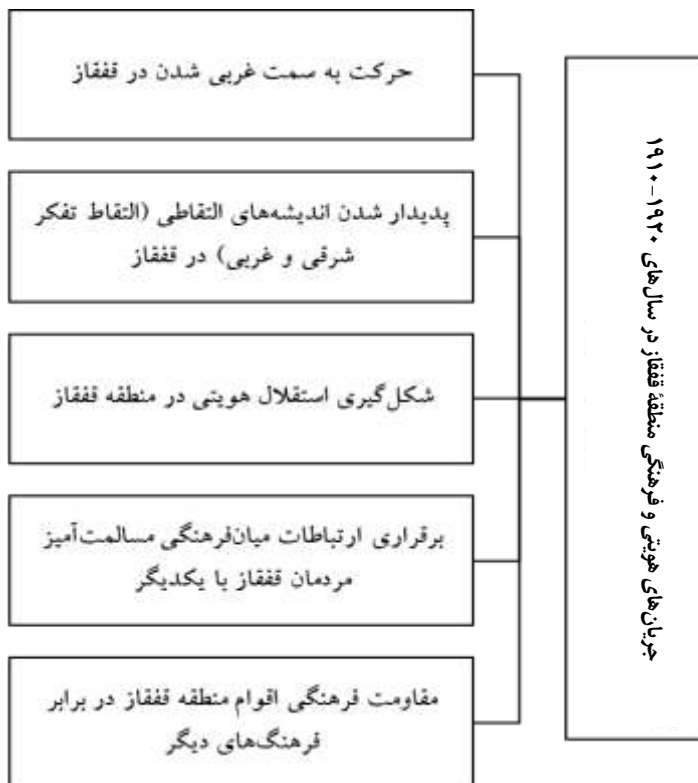 جریان‌های هویتی و فرهنگی منطقهٔ قفقاز در سال‌های ۱۹۲۰-۱۹۱۰
حرکت به سمت غربی شدن در قفقاز
پدیدار شدن اندیشه‌های التقاطی (التقاط تفکر
شرقی و غربی) در قفقاز
شکل‌گیری استقلال هویتی در منطقه قفقاز
برقراری ارتباطات میان‌فرهنگی مسالمت‌آمیز
مردمان قفقاز با یکدیگر
مقاومت فرهنگی اقوام منطقه قفقاز در برابر
فرهنگ‌های دیگر